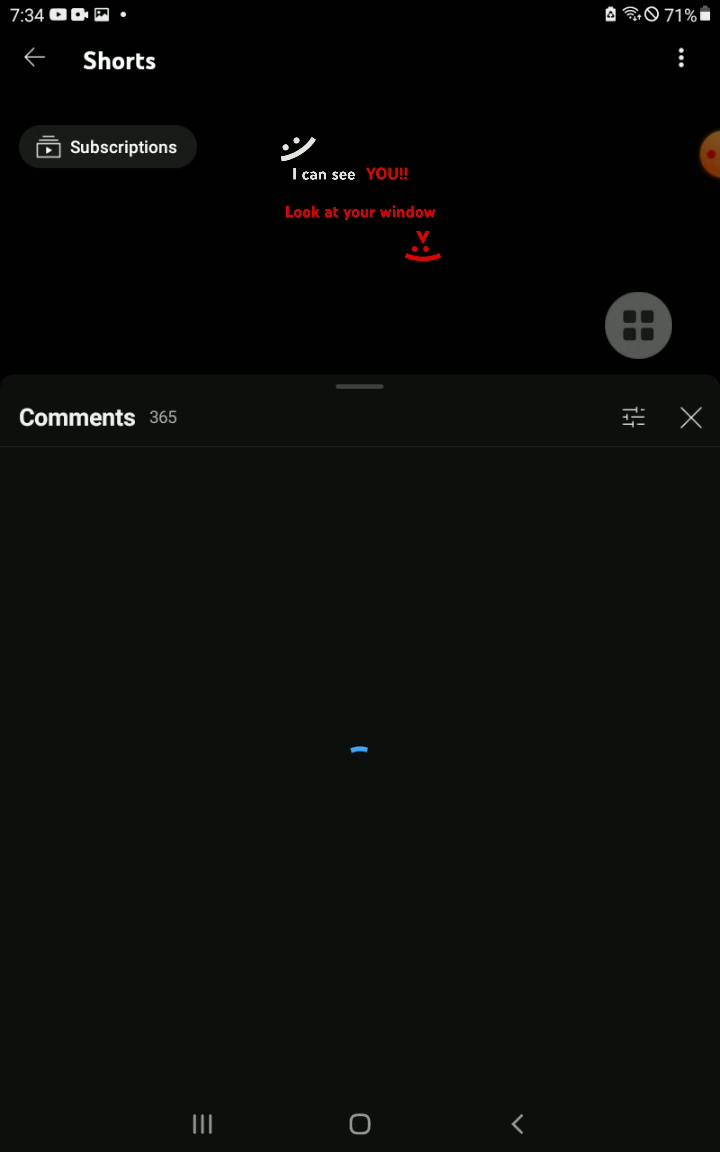 7:34
71%
Shorts
Subscriptions
I can see YOU!!
Look at your window
V
Comments 365